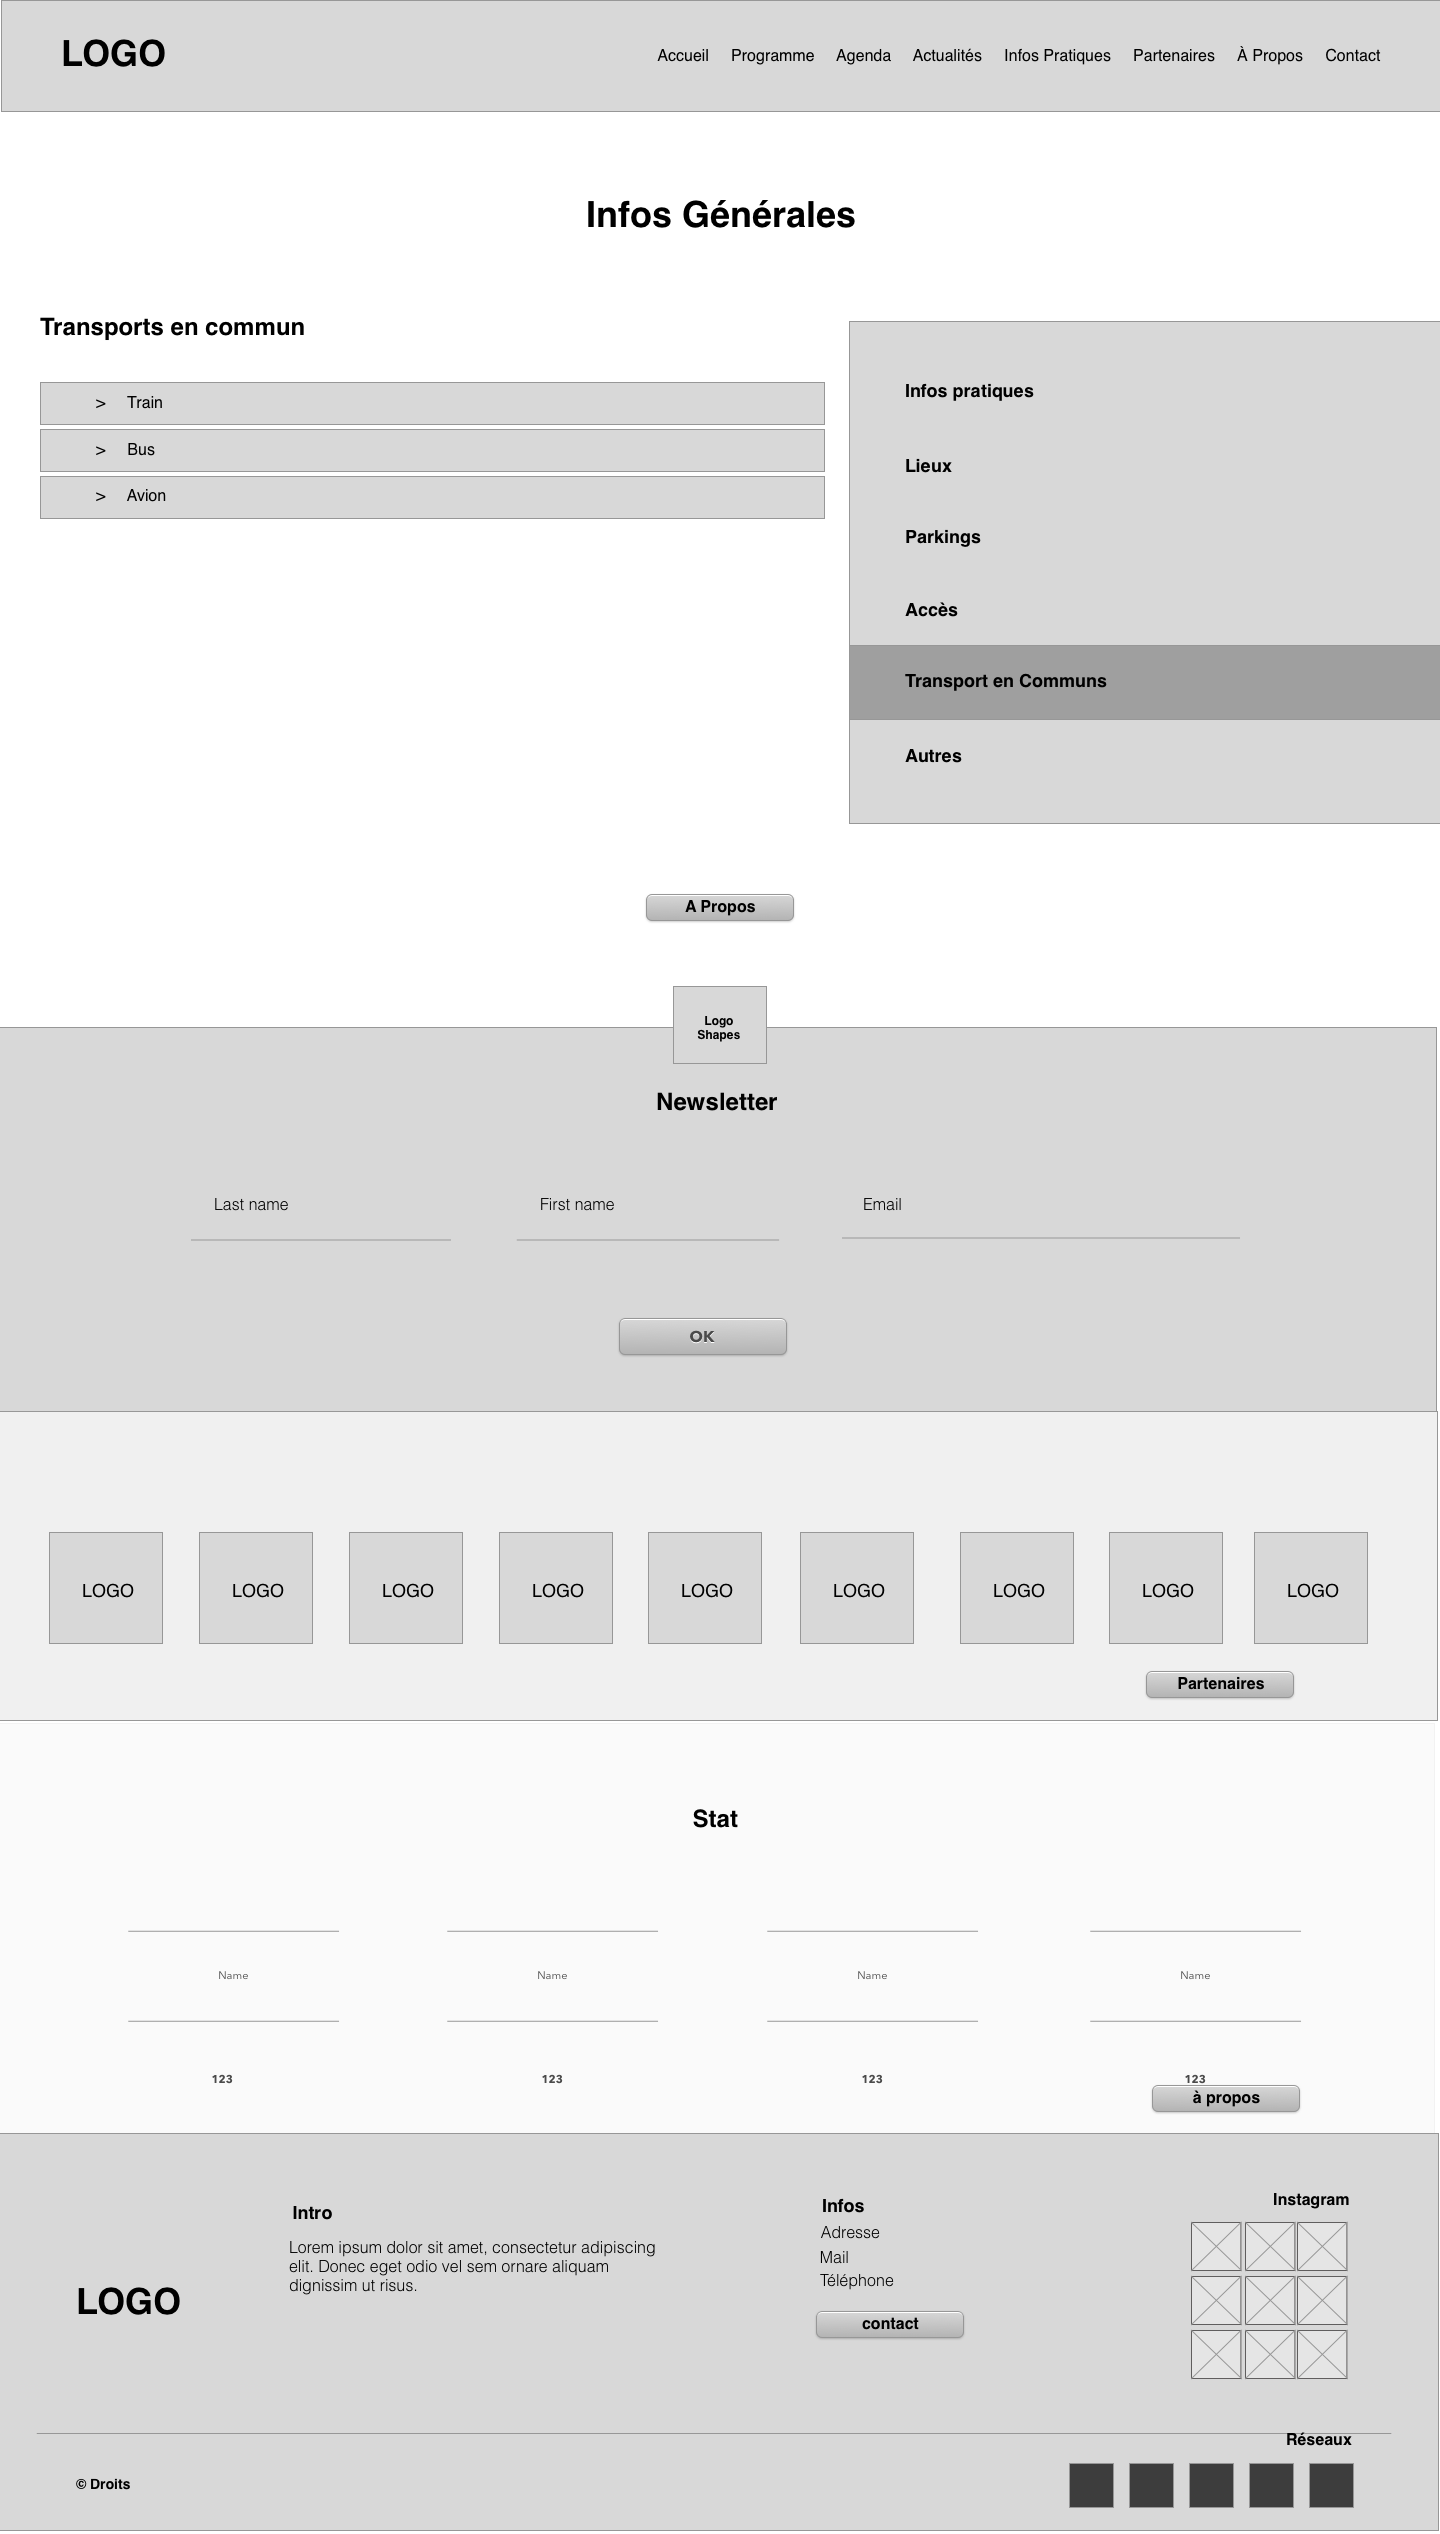 LOGO
Accueil Programme Agenda Actualités Infos Pratiques Partenaires À Propos Contact
Infos Générales
Transports en commun
> Train
> Bus
> Avion
Infos pratiques
Lieux
Parkings
Accès
Transport en Communs
Autres
A Propos
Logo
Shapes
Newsletter
Last name First name Email
OK
LOGO LOGO LOGO LOGO LOGO LOGO LOGO LOGO LOGO
Partenaires
Stat
Name Name Name Name
123 123 123 123
à propos
LOGO
Intro
Lorem ipsum dolor sit amet, consectetur adipiscing
elit. Donec eget odio vel sem ornare aliquam
dignissim ut risus.
Infos
Adresse
Mail
Téléphone
contact
Instagram
Réseaux
© Droits